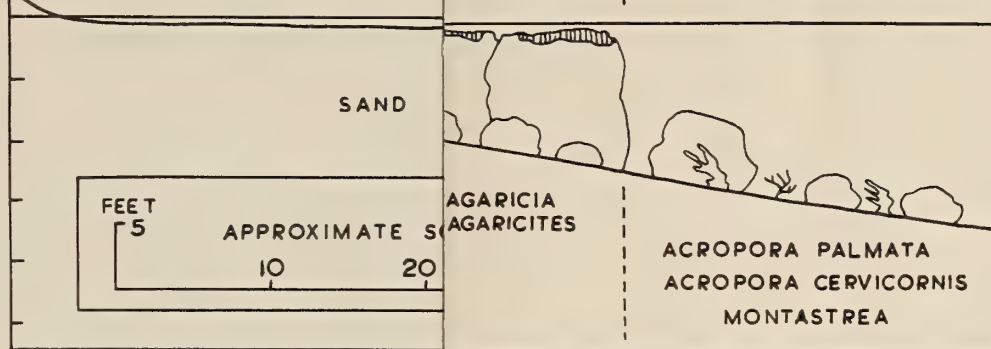 SAND
FEET
5
APPROXIMATE
10
20
AGARICIA
AGARICITES
ACROPORA PALMATA
ACROPORA CERVICORNIS
MONTASTREA